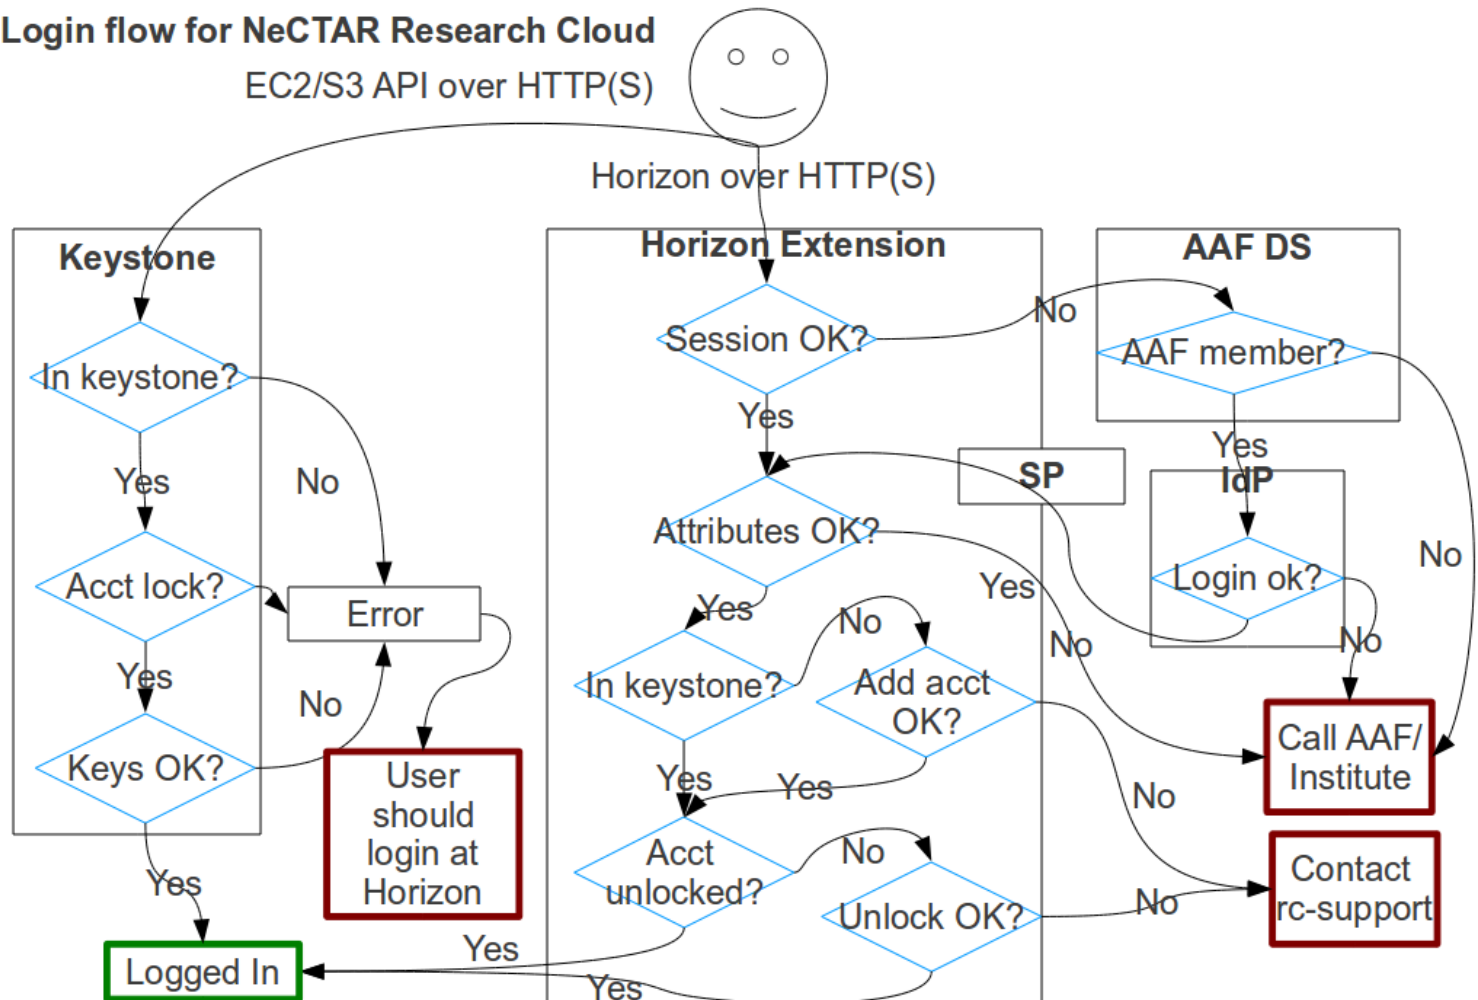 Login flow for NeCTAR Research Cloud
EC2/S3 API over HTTP(S)
Horizon over HTTP(S)
Keystone
In keystone?
Yes
No
Acct lock?
Error
Yes
Keys OK?
No
User
should
login at
Horizon
Yes
Logged In
Horizon Extension
Session OK?
No
Yes
SP
Attributes OK?
Yes
Yes
No
No
In keystone?
Add acct
OK?
Yes
Yes
No
Acct
unlocked?
No
Unlock OK?
No
Yes
Yes
AAF DS
AAF member?
Yes
IdP
Login ok?
No
No
Call AAF/
Institute
Contact
rc-support